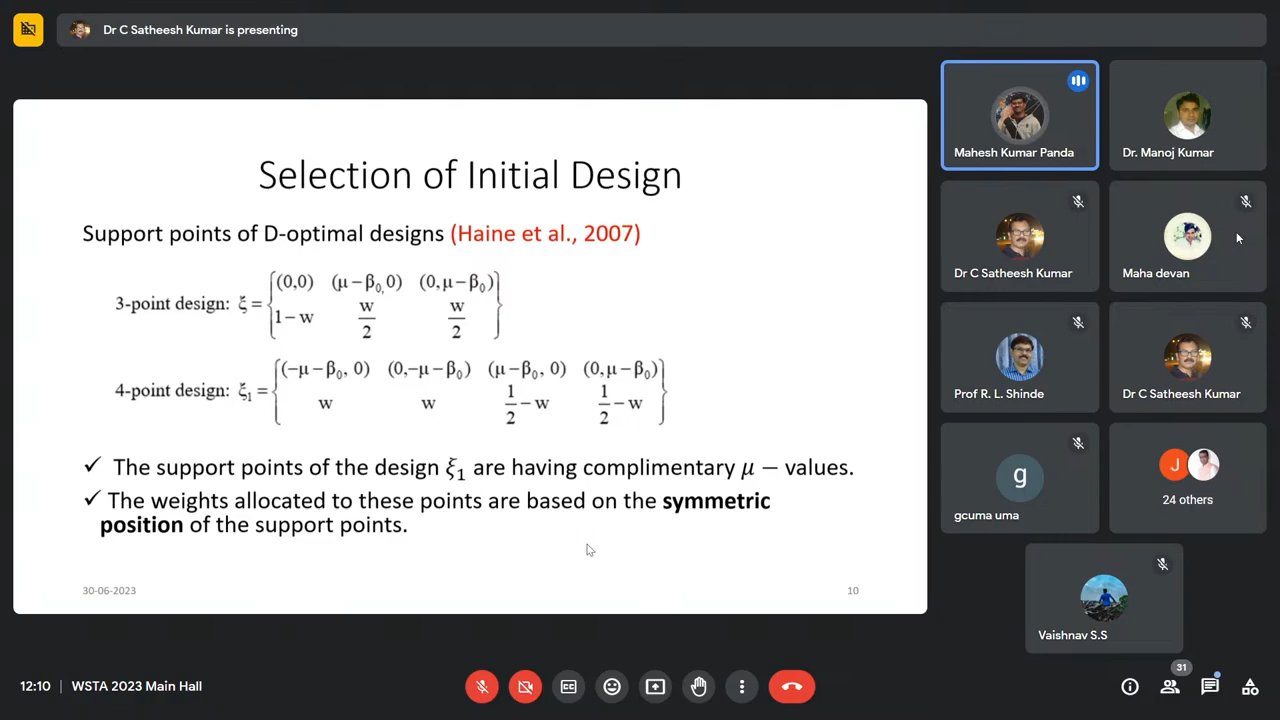 Dr C Satheesh Kumar is presenting
Selection of Initial Design
Support points of D-optimal designs (Haine et al., 2007)
3-point design: ξ = { (0,0) (μ−β₀, 0) (0, μ−β₀) }
1−w w/2 w/2
4-point design: ξ₁ = { (−μ−β₀, 0) (0,−μ−β₀) (μ−β₀, 0) (0, μ−β₀) }
w w 1/2−w 1/2−w
✓ The support points of the design ξ₁ are having complimentary μ − values.
✓ The weights allocated to these points are based on the symmetric
position of the support points.
30-06-2023 10
Mahesh Kumar Panda
Dr. Manoj Kumar
Dr C Satheesh Kumar
Maha devan
Prof R. L. Shinde
Dr C Satheesh Kumar
g
gcuma uma
J
24 others
Vaishnav S.S
12:10 | WSTA 2023 Main Hall
CC
31